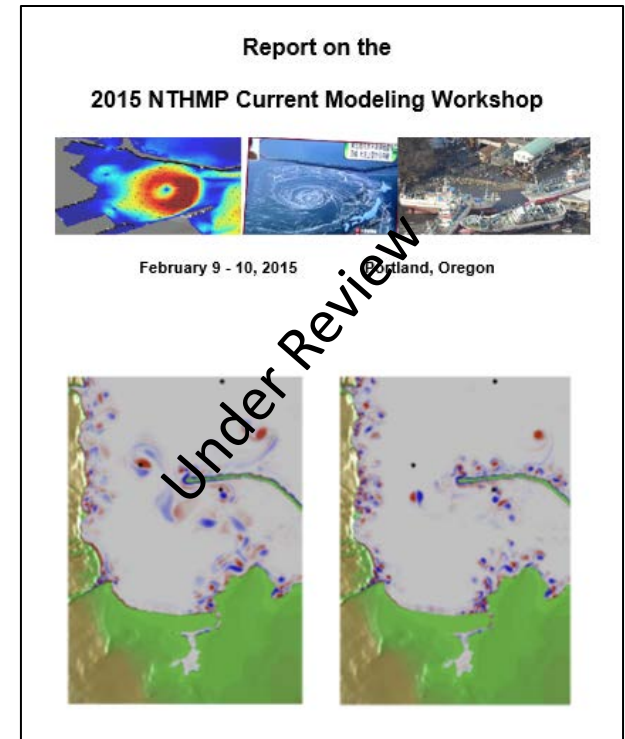 Report on the
2015 NTHMP Current Modeling Workshop
February 9 - 10, 2015 Portland, Oregon
Under Review